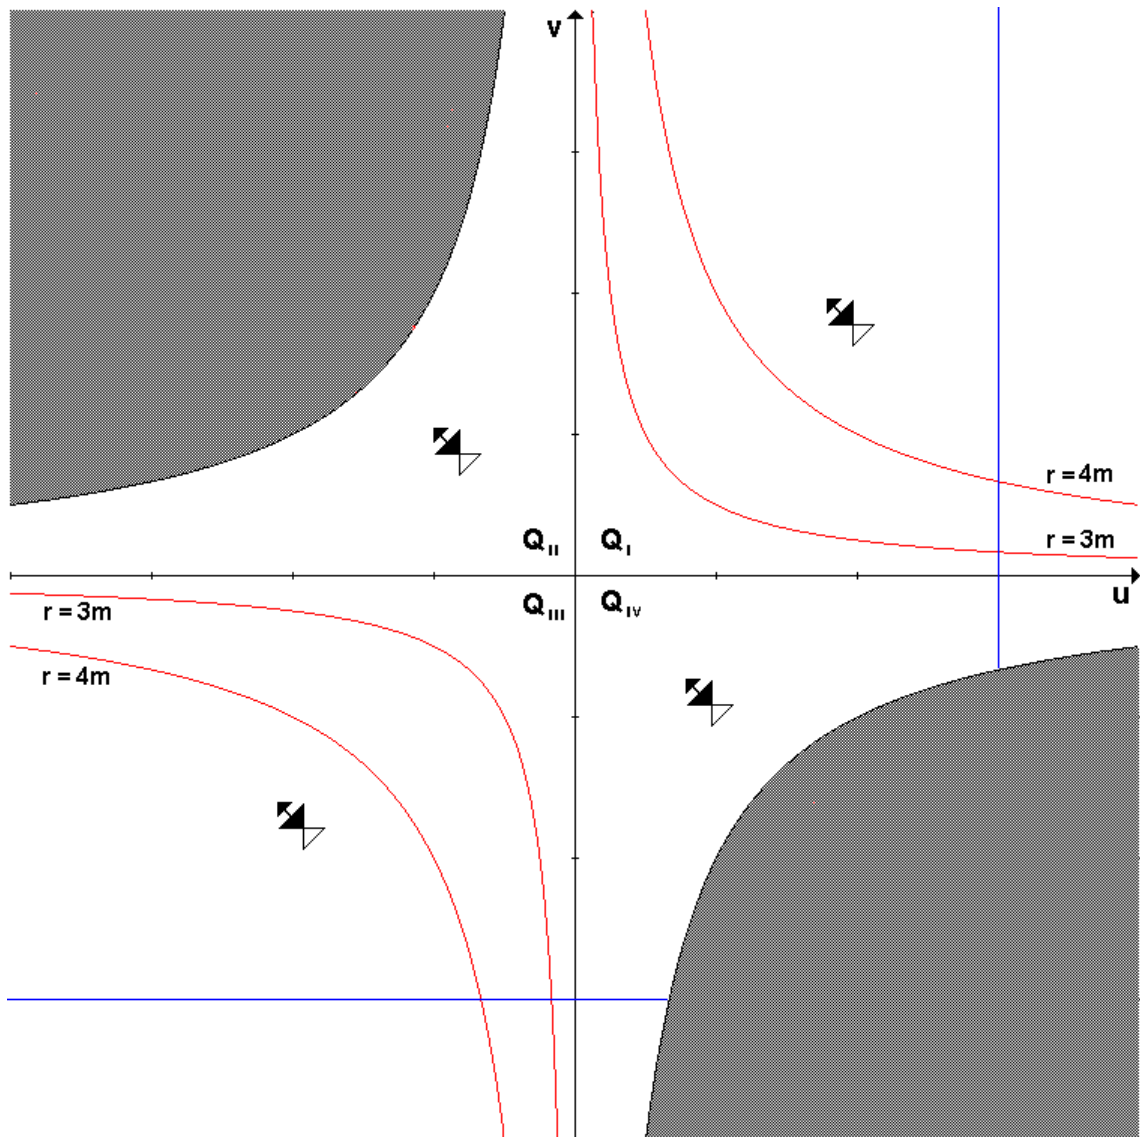 v
r = 4m
r = 3m
Q II
Q I
u
Q III
Q IV
r = 3m
r = 4m